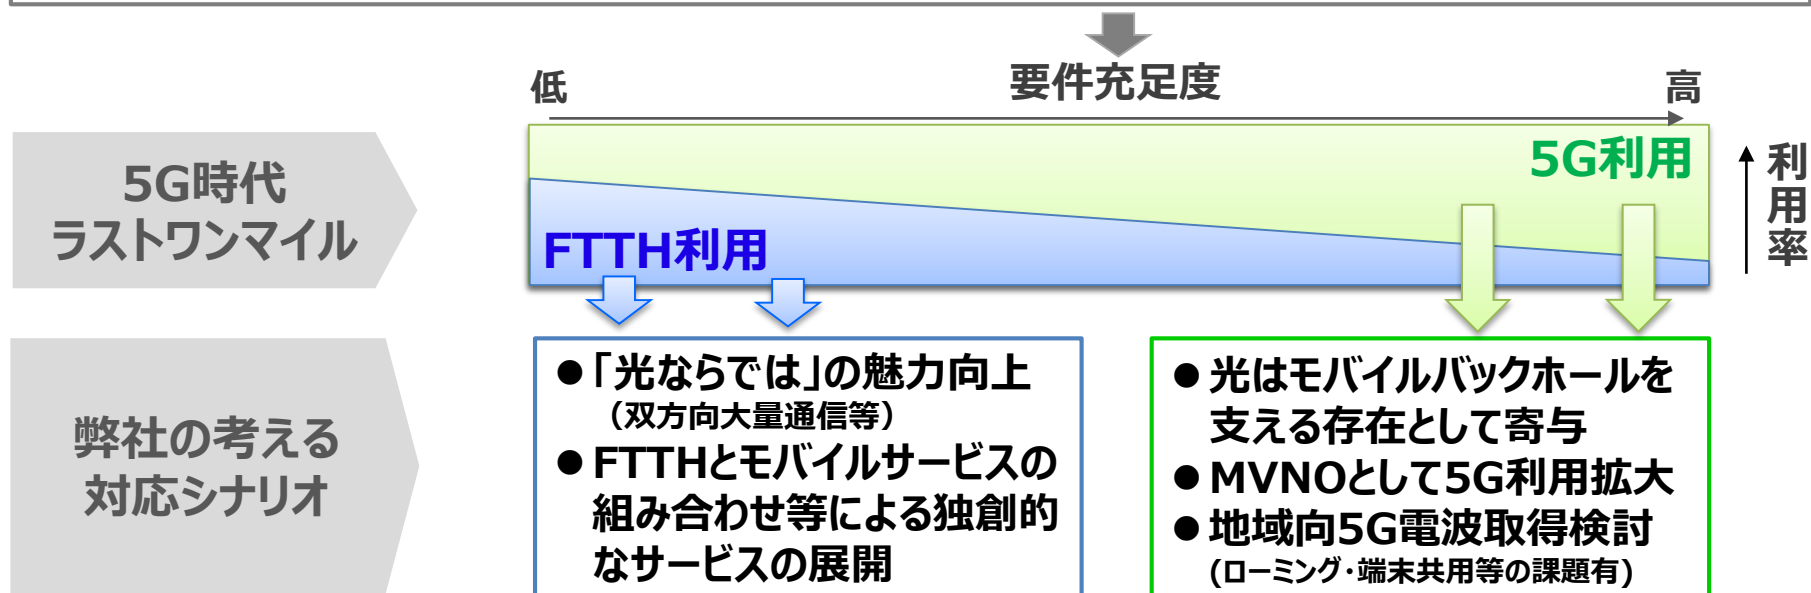 要件充足度
低
高
5G時代
ラストワンマイル
5G利用
FTTH利用
利用率
弊社の考える
対応シナリオ
●「光ならでは」の魅力向上
（双方向大量通信等）
●FTTHとモバイルサービスの
組み合わせ等による独創的
なサービスの展開
●光はモバイルバックホールを
支える存在として寄与
●MVNOとして5G利用拡大
●地域向5G電波取得検討
(ローミング・端末共用等の課題有)